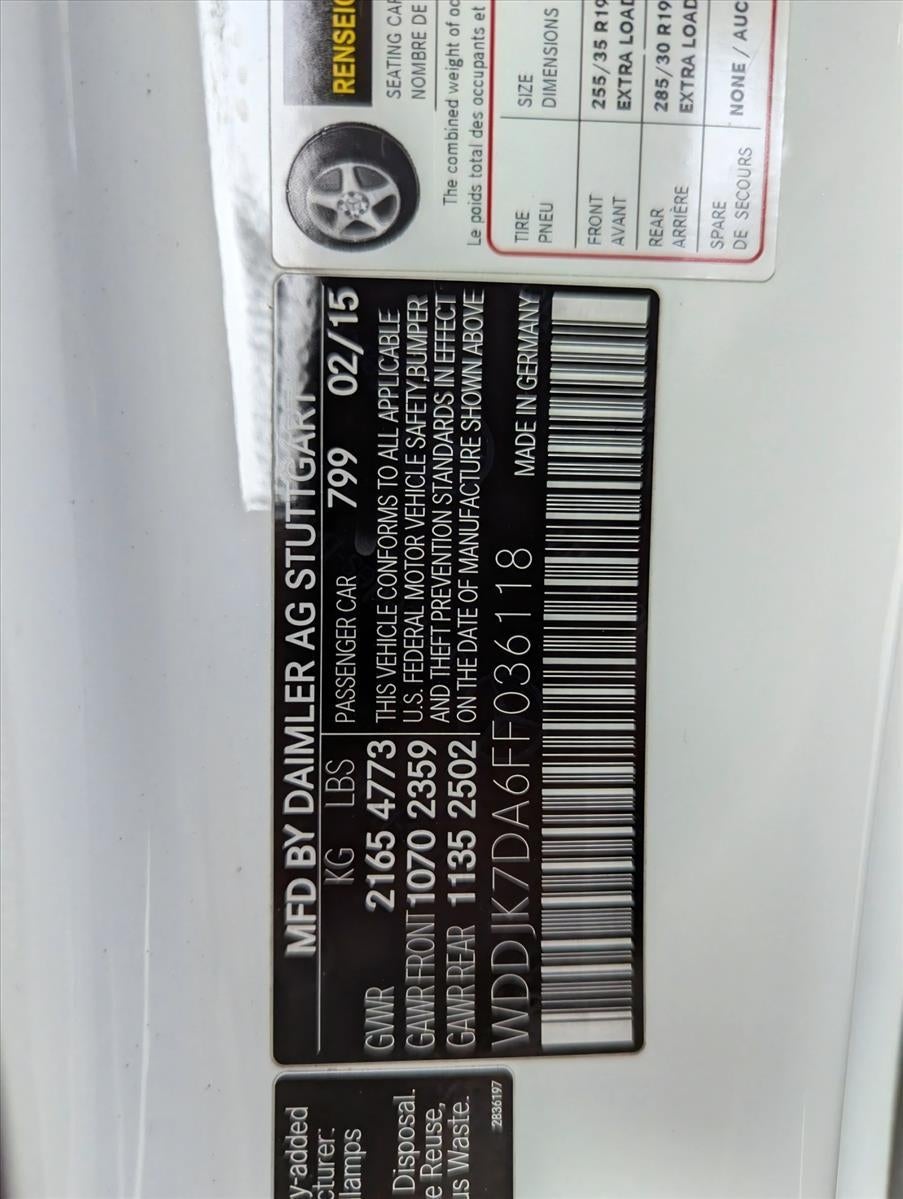 MFD BY DAIMLER AG STUTTGART
KG LBS
GVWR 2165 4773
GAWR FRONT 1070 2359
GAWR REAR 1135 2502
PASSENGER CAR 799 02/15
THIS VEHICLE CONFORMS TO ALL APPLICABLE
U.S. FEDERAL MOTOR VEHICLE SAFETY,BUMPER
AND THEFT PREVENTION STANDARDS IN EFFECT
ON THE DATE OF MANUFACTURE SHOWN ABOVE
WDDJK7DA6FF036118 MADE IN GERMANY
y-added
cturer:
lamps
Disposal.
e Reuse,
us Waste.
2836197
RENSEIG
SEATING CAP
NOMBRE DE
The combined weight of oc
Le poids total des occupants et
TIRE SIZE
PNEU DIMENSIONS
FRONT 255/35 R19
AVANT EXTRA LOAD
REAR 285/30 R19
ARRIÈRE EXTRA LOAD
SPARE NONE / AUC
DE SECOURS